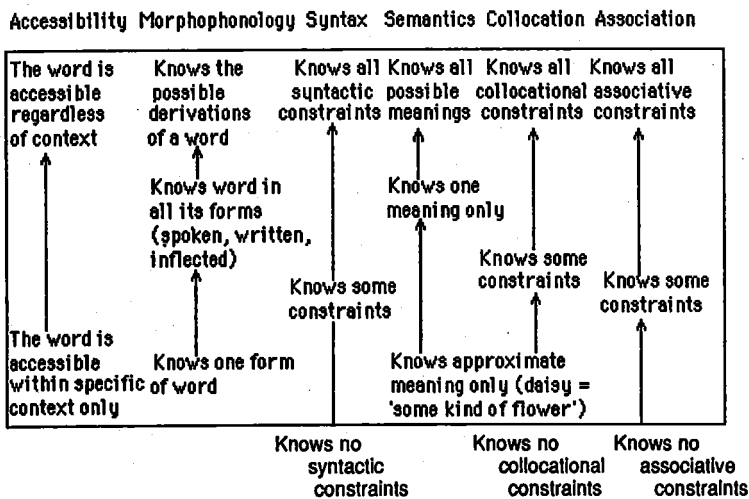 Accessibility Morphophonology Syntax Semantics Collocation Association
The word is
accessible
regardless
of context
The word is
accessible
within specific
context only
Knows the
possible
derivations
of a word
Knows word in
all its forms
(spoken, written,
inflected)
Knows one form
of word
Knows all
syntactic
constraints
Knows some
constraints
Knows no
syntactic
constraints
Knows all
possible
meanings
Knows one
meaning only
Knows approximate
meaning only (daisy =
'some kind of flower')
Knows all
collocational
constraints
Knows some
constraints
Knows no
collocational
constraints
Knows all
associative
constraints
Knows some
constraints
Knows no
associative
constraints